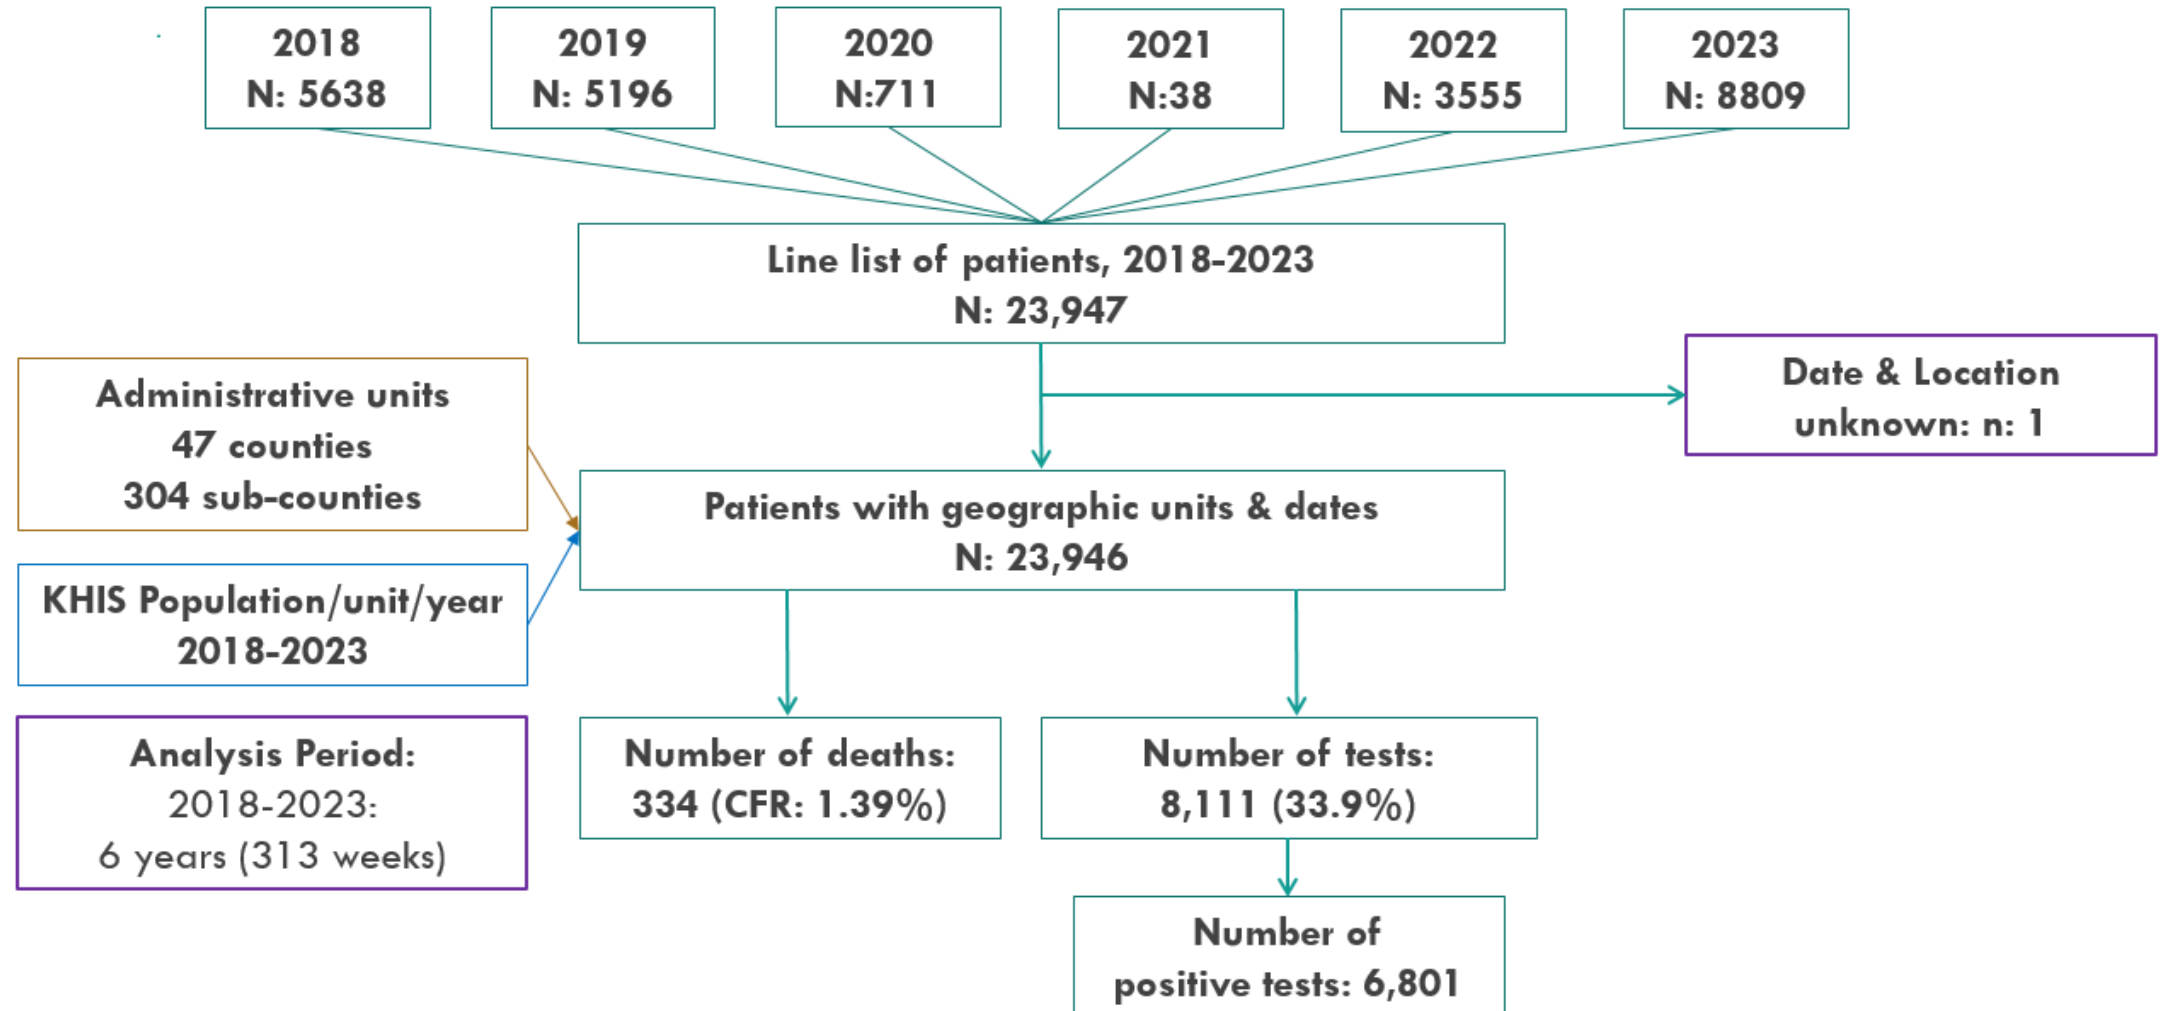 2018
N: 5638
2019
N: 5196
2020
N:711
2021
N:38
2022
N: 3555
2023
N: 8809
Line list of patients, 2018-2023
N: 23,947
Date & Location
unknown: n: 1
Administrative units
47 counties
304 sub-counties
Patients with geographic units & dates
N: 23,946
KHIS Population/unit/year
2018-2023
Analysis Period:
2018-2023:
6 years (313 weeks)
Number of deaths:
334 (CFR: 1.39%)
Number of tests:
8,111 (33.9%)
Number of
positive tests: 6,801